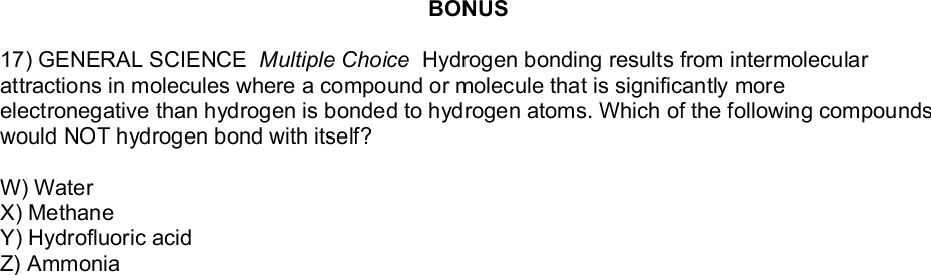 BONUS
17) GENERAL SCIENCE Multiple Choice Hydrogen bonding results from intermolecular
attractions in molecules where a compound or molecule that is significantly more
electronegative than hydrogen is bonded to hydrogen atoms. Which of the following compounds
would NOT hydrogen bond with itself?
W) Water
X) Methane
Y) Hydrofluoric acid
Z) Ammonia